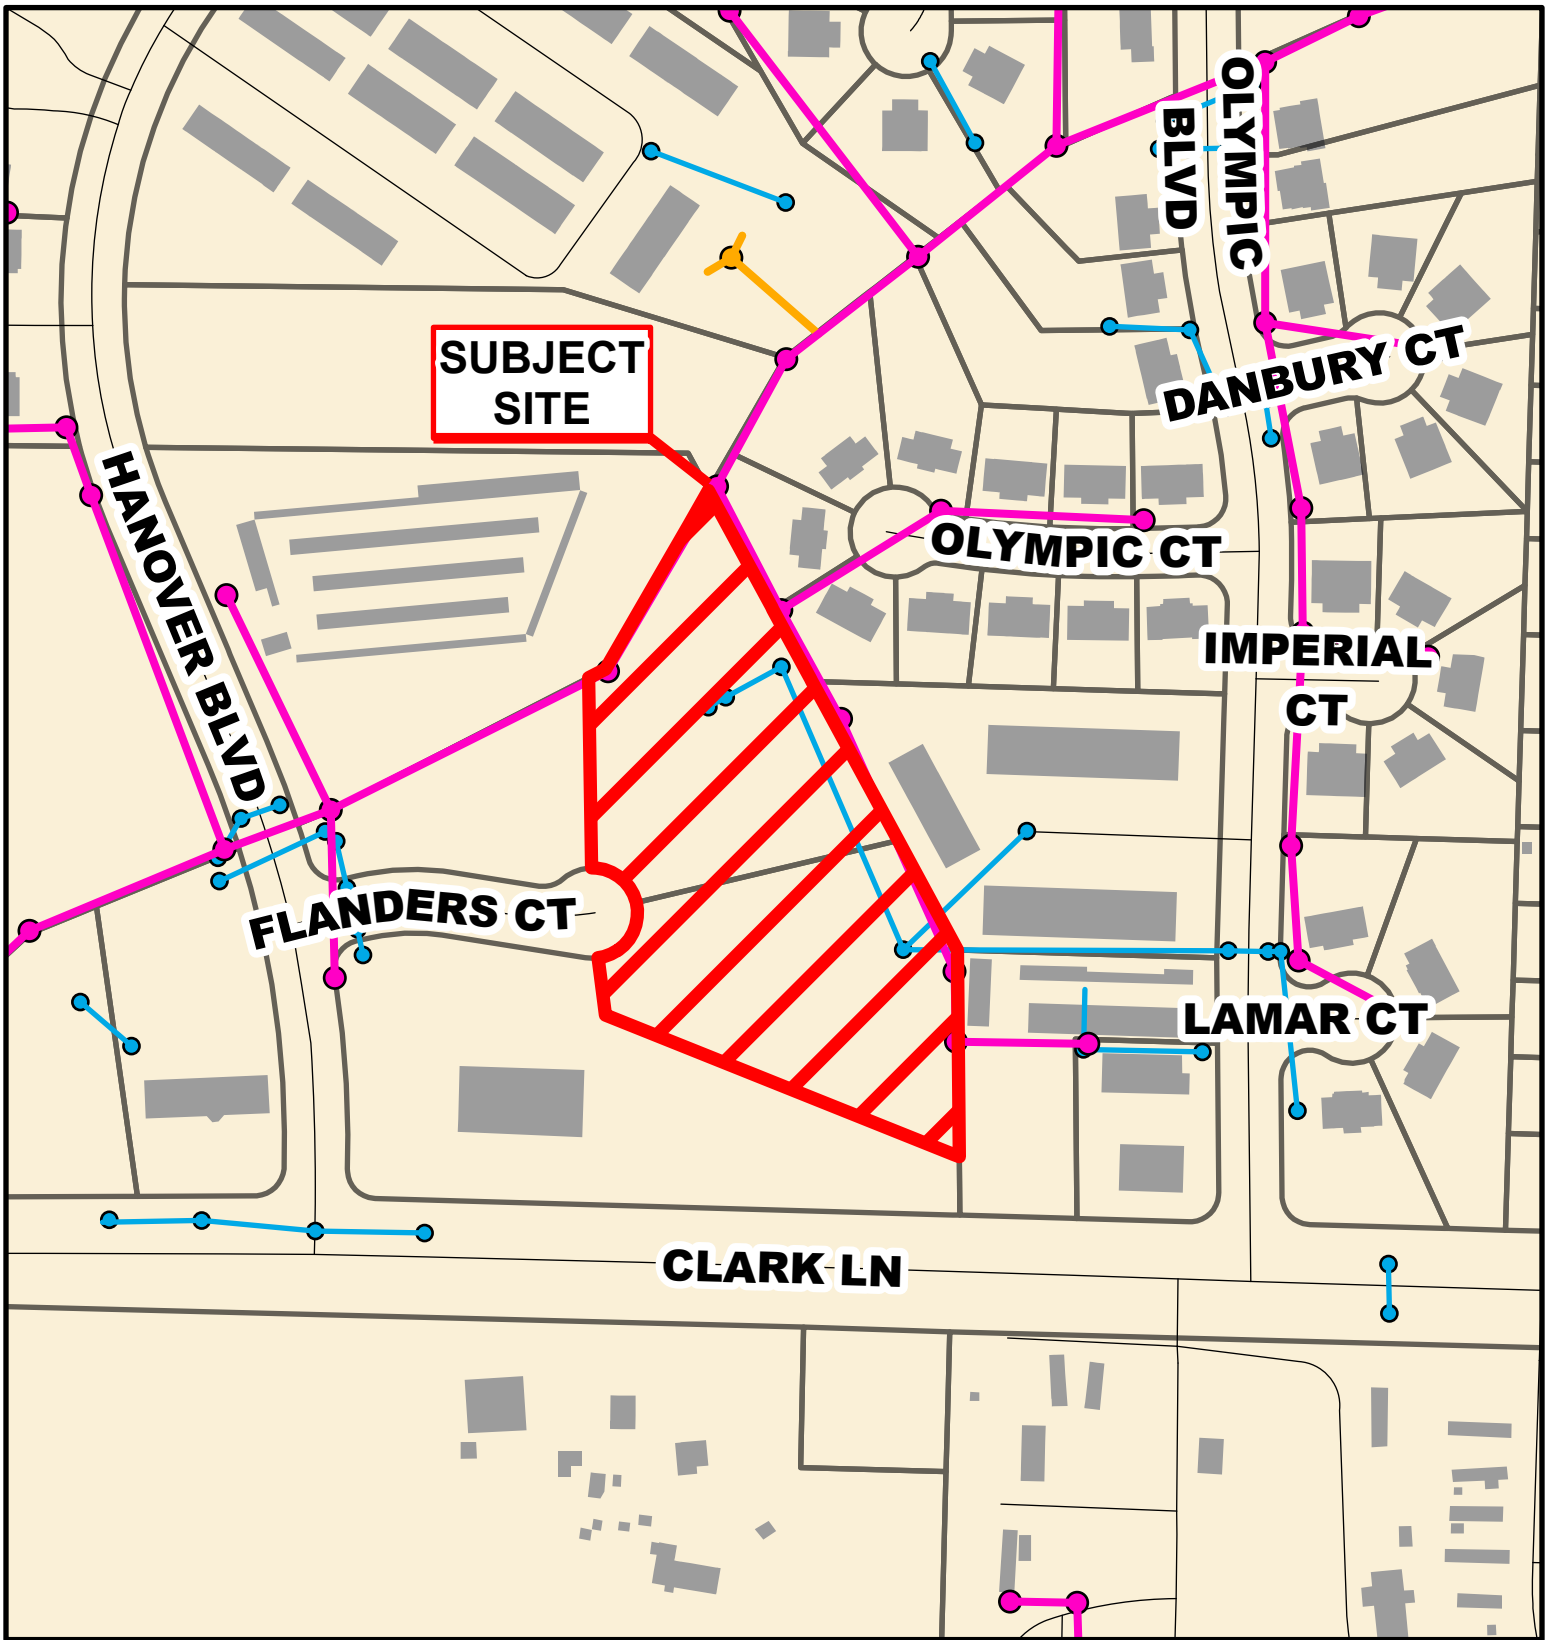 OLYMPIC
BLVD
SUBJECT
SITE
DANBURY CT
HANOVER BLVD
OLYMPIC CT
IMPERIAL
CT
FLANDERS CT
LAMAR CT
CLARK LN